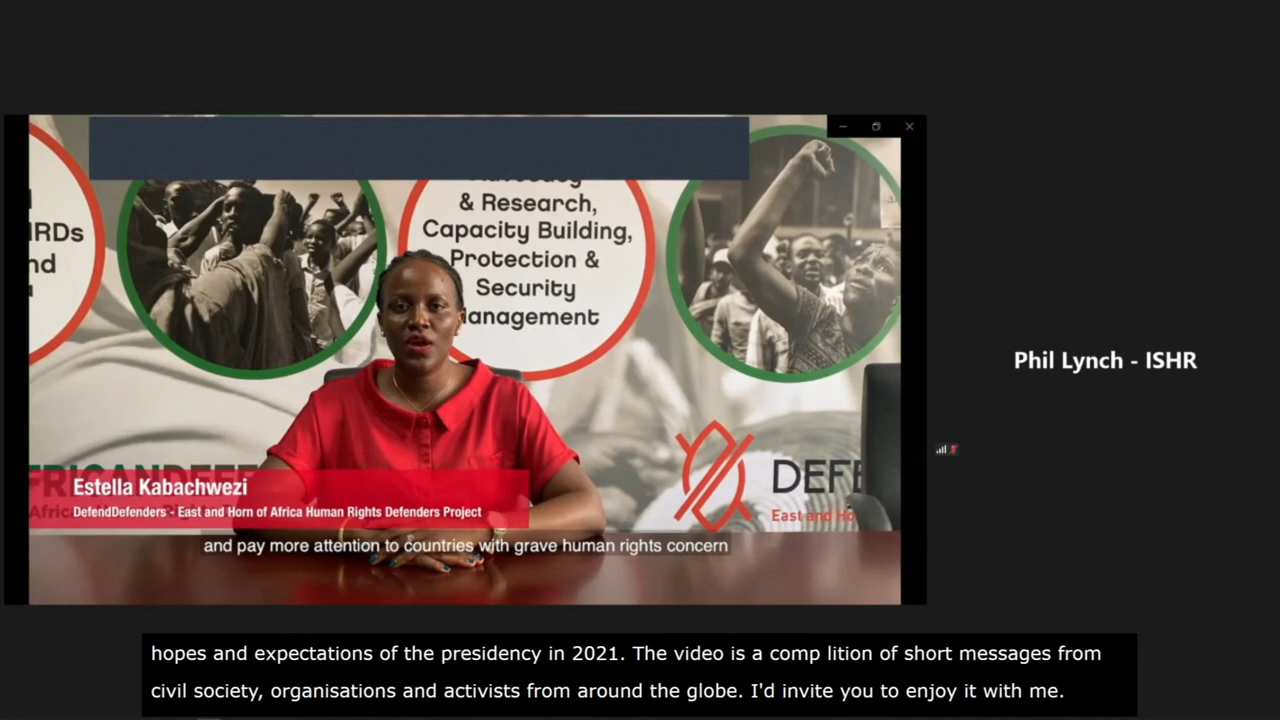 IRDs
nd
& Research,
Capacity Building,
Protection &
Security
anagement
Phil Lynch - ISHR
FRICANDEFE
DEFE
East and Ho
Estella Kabachwezi
DefendDefenders - East and Horn of Africa Human Rights Defenders Project
and pay more attention to countries with grave human rights concern
hopes and expectations of the presidency in 2021. The video is a comp lition of short messages from
civil society, organisations and activists from around the globe. I'd invite you to enjoy it with me.